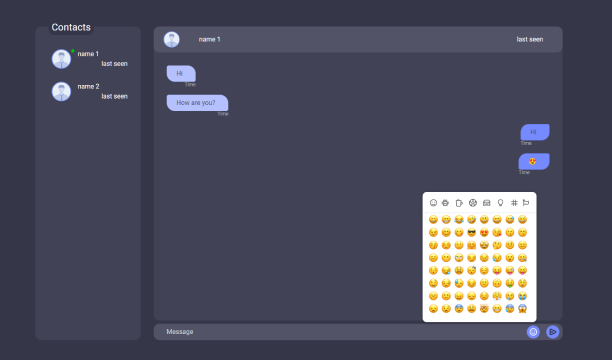 Contacts
name 1
last seen
name 2
last seen
name 1
last seen
Hi
Time
How are you?
Time
Hi
Time
Time
Message